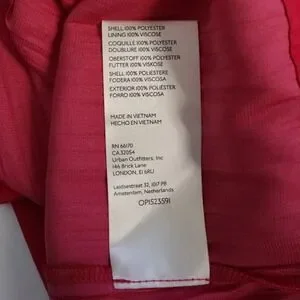 SHELL 100% POLYESTER
LINING 100% VISCOSE
COQUILLE 100% POLYESTER
DOUBLURE 100% VISCOSE
OBERSTOFF 100% POLYESTER
FUTTER 100% VISKOSE
SHELL 100% POLIESTERE
FODERA 100% VISCOSA
EXTERIOR 100% POLIÉSTER
FORRO 100% VISCOSA
MADE IN VIETNAM
HECHO EN VIETNAM
RN 66170
CA 32054
Urban Outfitters, Inc
146 Brick Lane
LONDON, E1 6RU
Leidsestraat 32, 1017 PB
Amsterdam, Netherlands
OP1523591